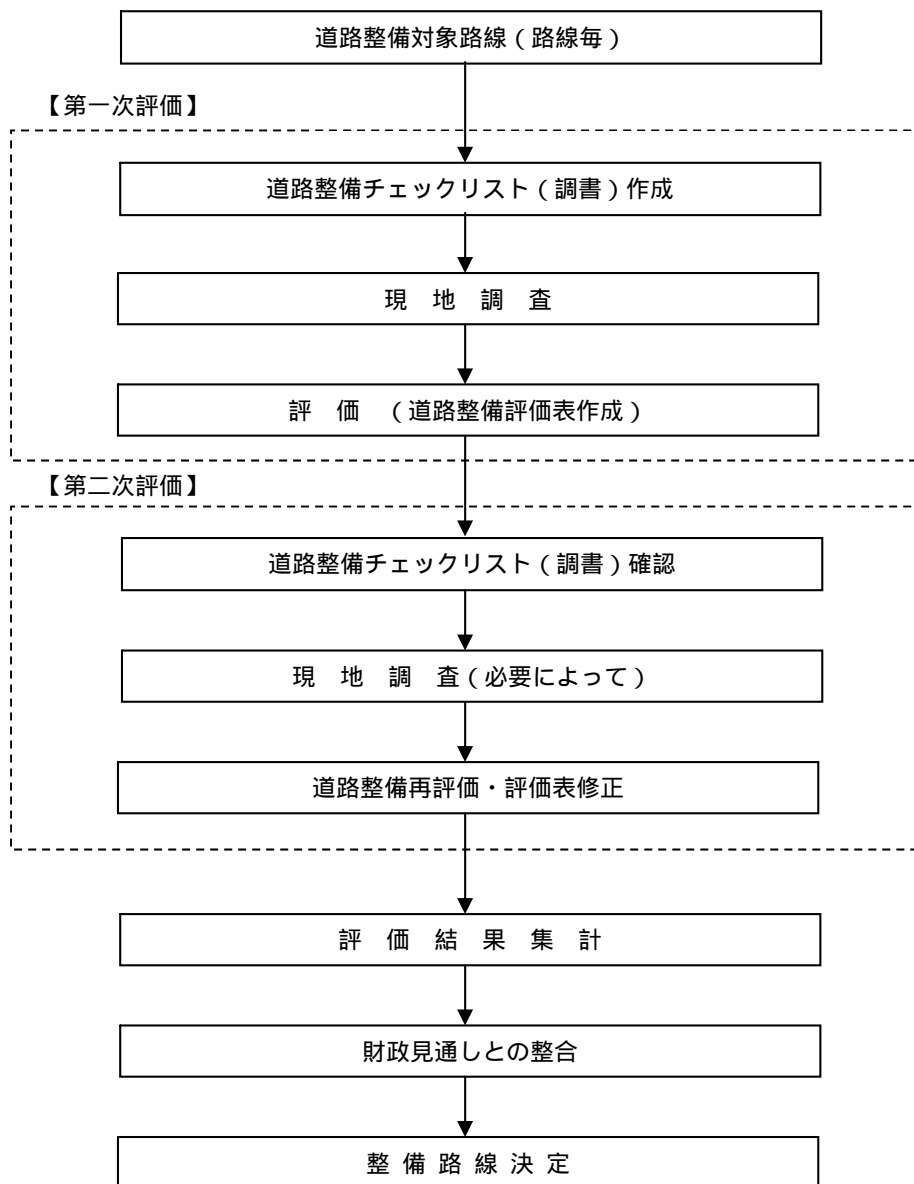 道路整備対象路線（路線毎）
【第一次評価】
道路整備チェックリスト（調書）作成
現　地　調　査
評　価　（道路整備評価表作成）
【第二次評価】
道路整備チェックリスト（調書）確認
現　地　調　査（必要によって）
道路整備再評価・評価表修正
評　価　結　果　集　計
財政見通しとの整合
整 備 路 線 決 定